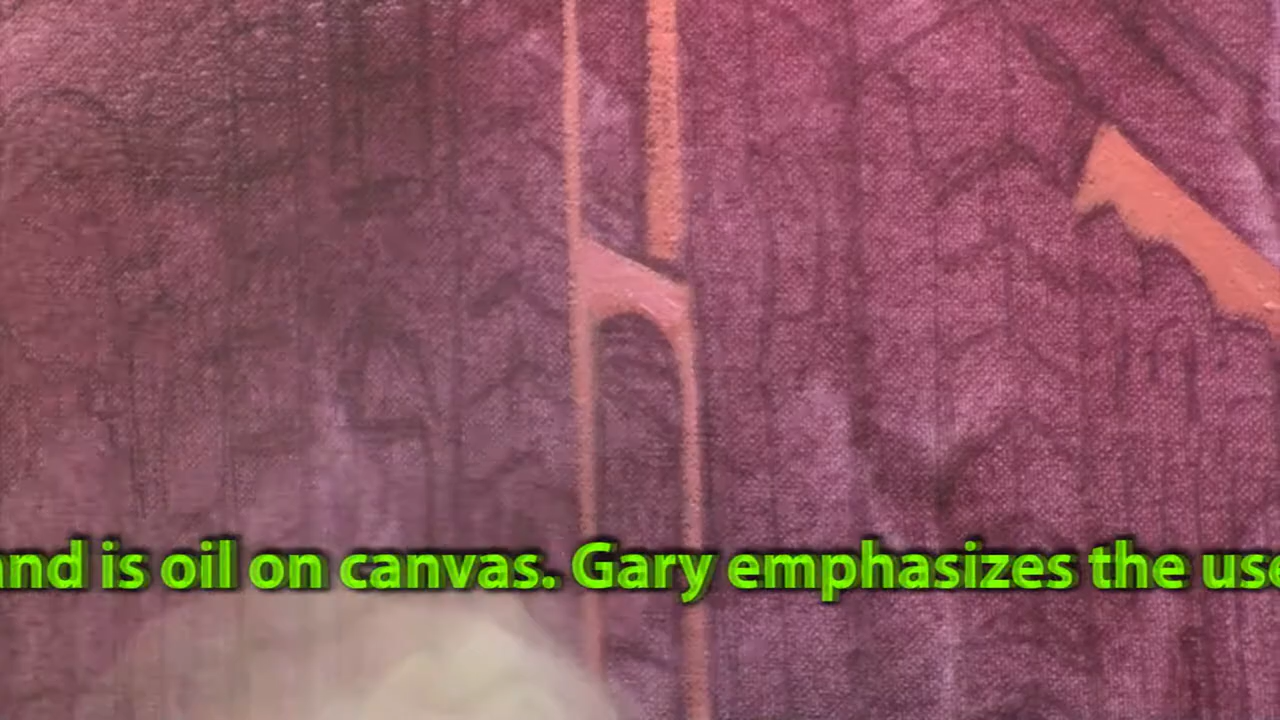 and is oil on canvas. Gary emphasizes the use